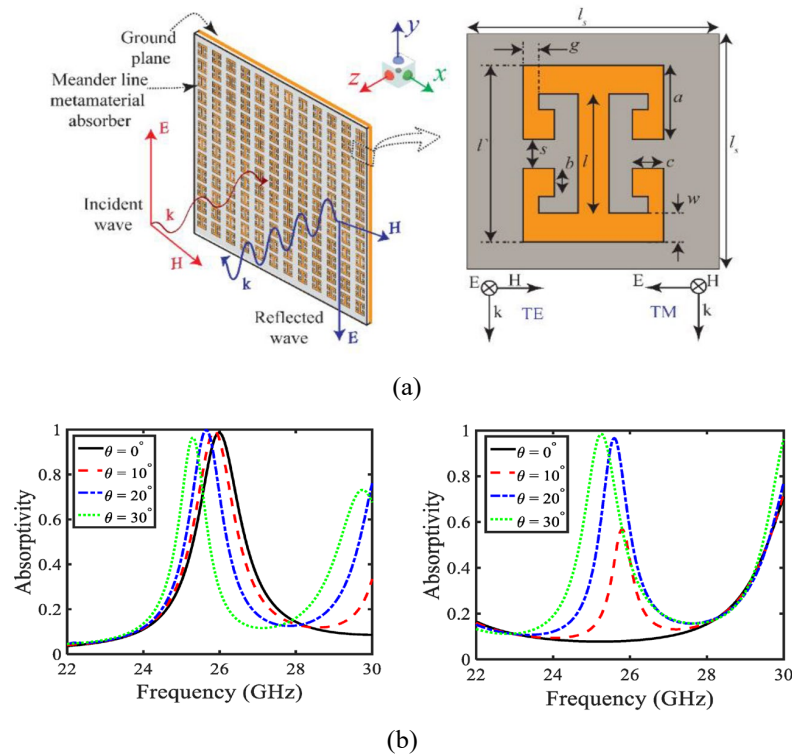 Ground
plane
Meander line
metamaterial
absorber
E
Incident
wave
k
H
y
z
x
H
k
Reflected
wave
E
lₛ
g
a
l`
s
l
b
c
lₛ
w
E
H
k
TE
E
H
k
TM
(a)
1
0.8
0.6
0.4
0.2
0
Absorptivity
θ = 0°
θ = 10°
θ = 20°
θ = 30°
22 24 26 28 30
Frequency (GHz)
1
0.8
0.6
0.4
0.2
0
Absorptivity
θ = 0°
θ = 10°
θ = 20°
θ = 30°
22 24 26 28 30
Frequency (GHz)
(b)